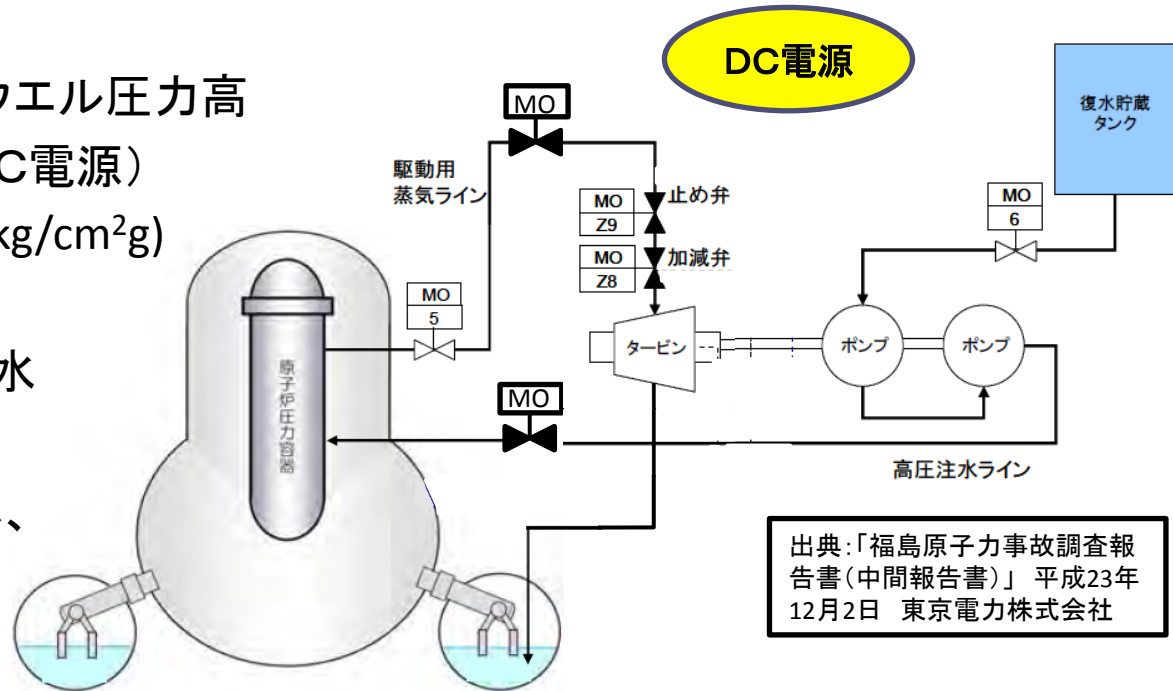 ウエル圧力高
C電源）
kg/cm²g)
水
、
DC電源
MO
駆動用
蒸気ライン
MO
Z9
止め弁
MO
Z8
加減弁
MO
5
MO
6
復水貯蔵
タンク
タービン
ポンプ
ポンプ
原子炉圧力容器
MO
高圧注水ライン
出典：「福島原子力事故調査報
告書（中間報告書）」 平成23年
12月2日 東京電力株式会社